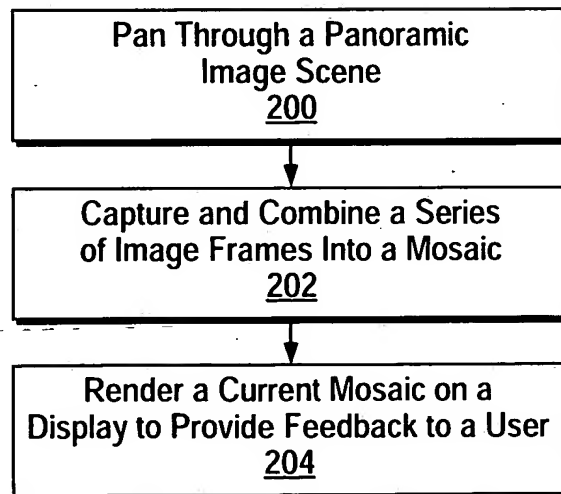 Pan Through a Panoramic
Image Scene
200
Capture and Combine a Series
of Image Frames Into a Mosaic
202
Render a Current Mosaic on a
Display to Provide Feedback to a User
204